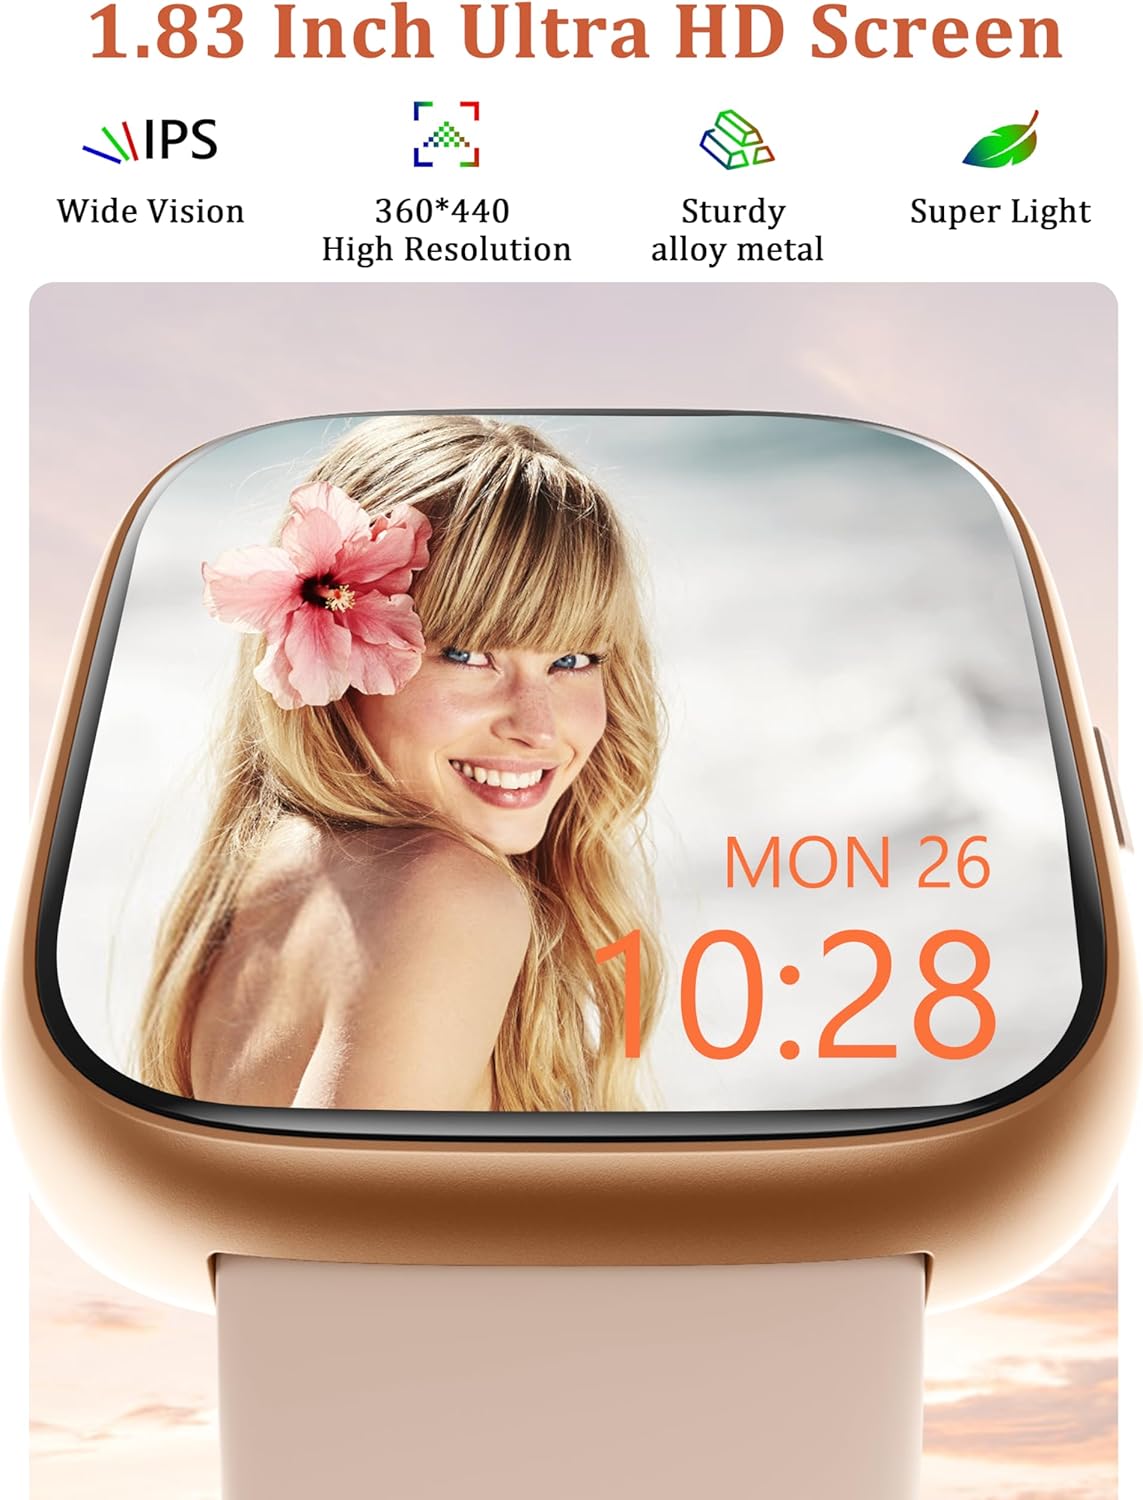 1.83 Inch Ultra HD Screen
IPS
Wide Vision
360*440
High Resolution
Sturdy
alloy metal
Super Light
MON 26
10:28